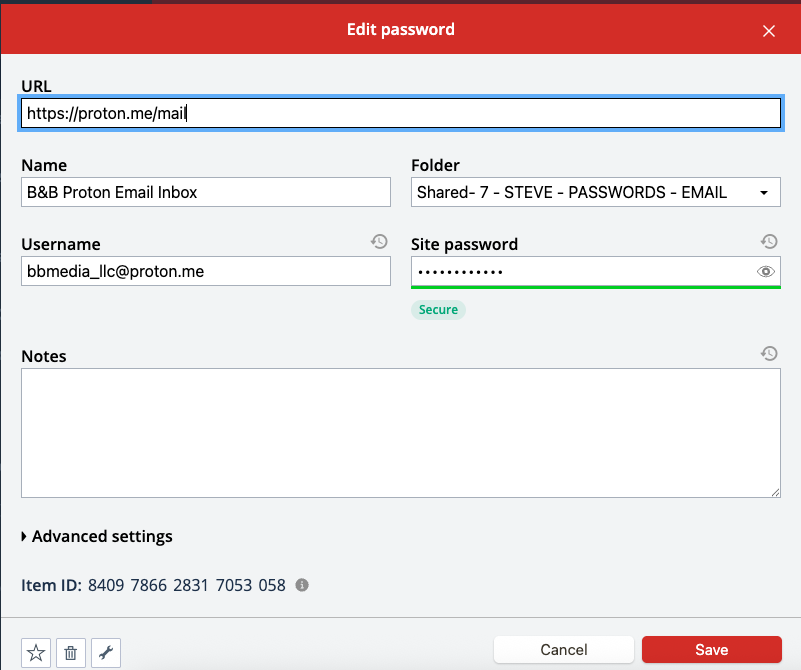 Edit password
URL
https://proton.me/mail
Name
Folder
B&B Proton Email Inbox
Shared- 7 - STEVE - PASSWORDS - EMAIL
Username
Site password
bbmedia_llc@proton.me
••••••••••••
Secure
Notes
Advanced settings
Item ID: 8409 7866 2831 7053 058
Cancel
Save